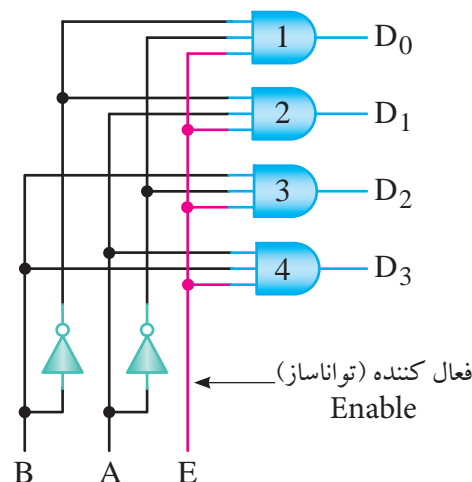 1 D₀
2 D₁
3 D₂
4 D₃
فعال کننده (تواناساز)
Enable
B A E